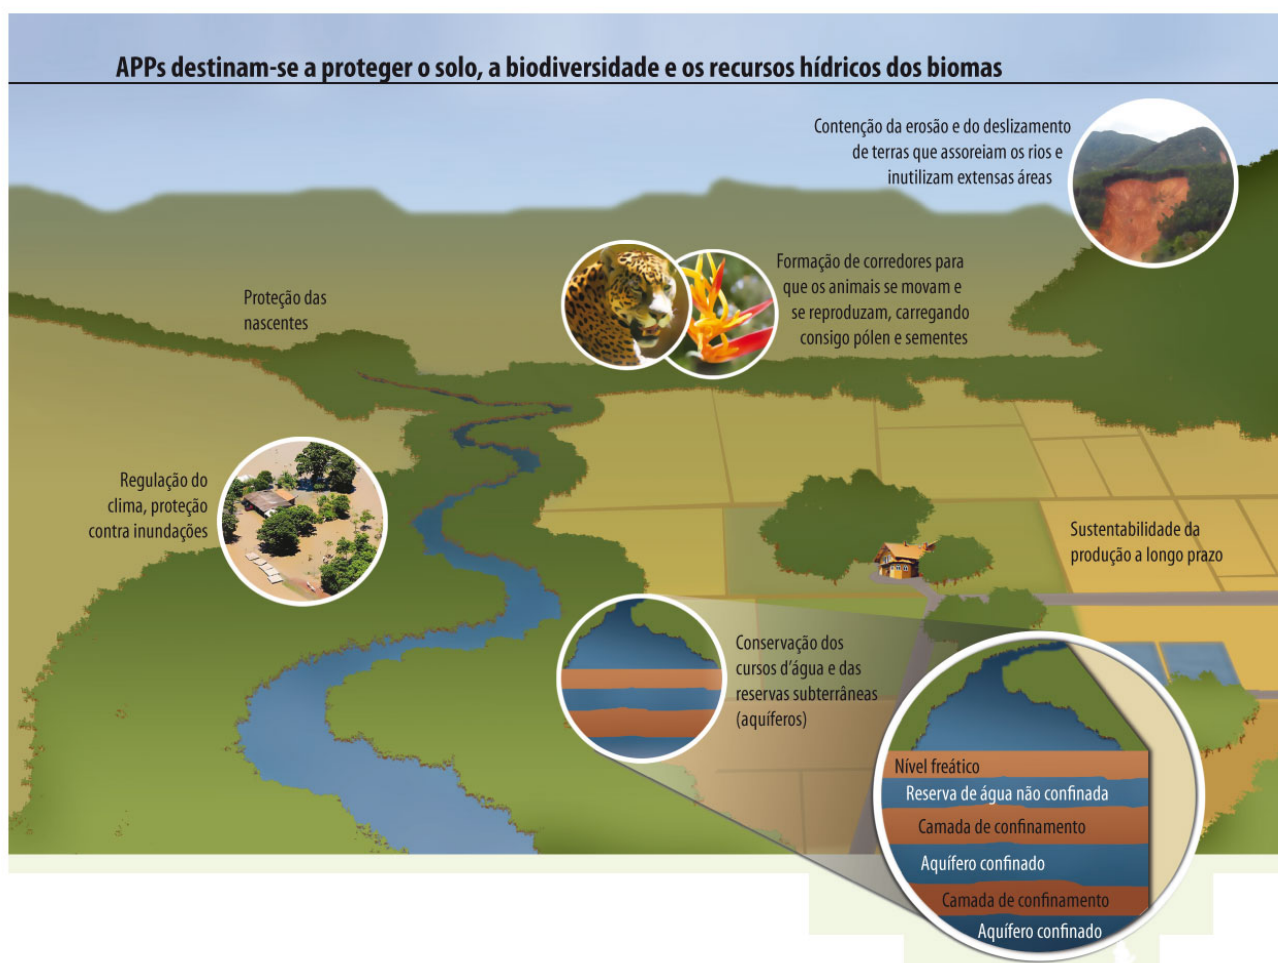 APPs destinam-se a proteger o solo, a biodiversidade e os recursos hídricos dos biomas
Contenção da erosão e do deslizamento
de terras que assoreiam os rios e
inutilizam extensas áreas
Formação de corredores para
que os animais se movam e
se reproduzam, carregando
consigo pólen e sementes
Proteção das
nascentes
Regulação do
clima, proteção
contra inundações
Sustentabilidade da
produção a longo prazo
Conservação dos
cursos d'água e das
reservas subterrâneas
(aquíferos)
Nível freático
Reserva de água não confinada
Camada de confinamento
Aquífero confinado
Camada de confinamento
Aquífero confinado